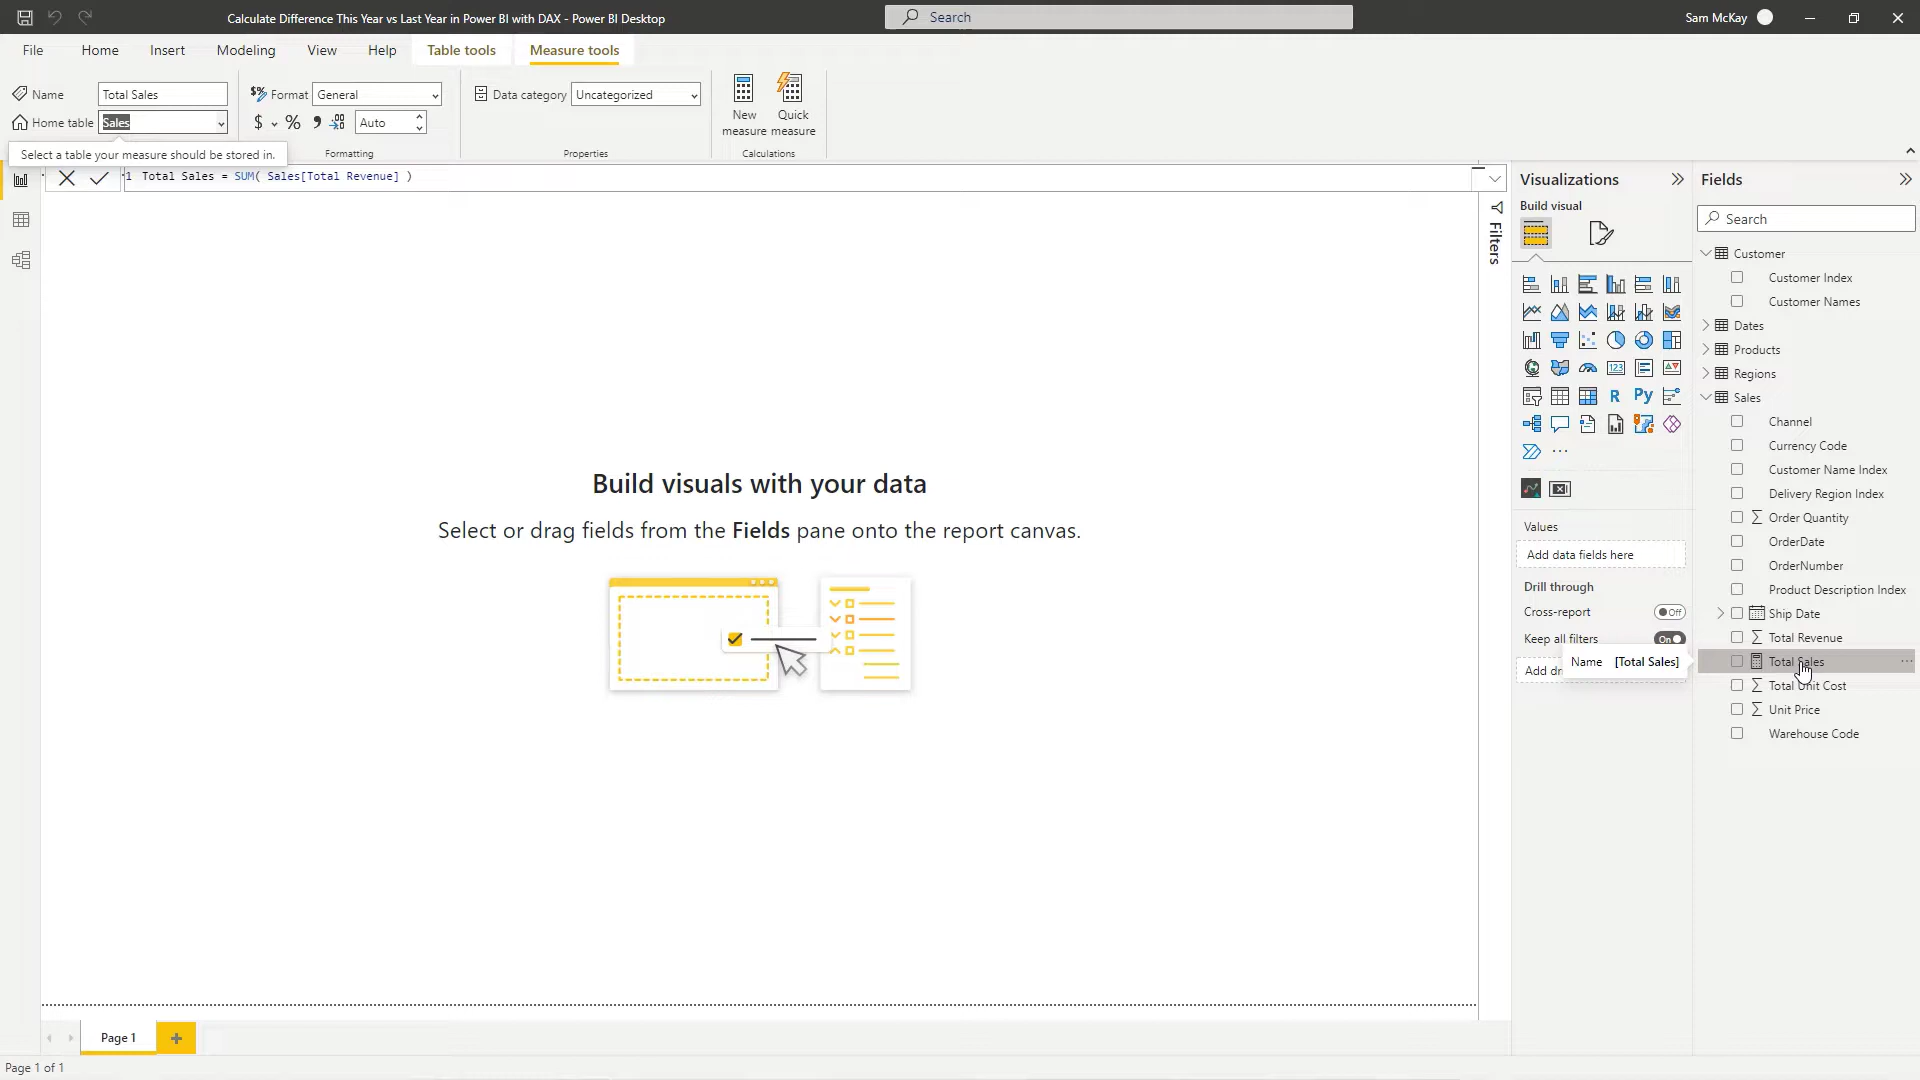 Calculate Difference This Year vs Last Year in Power BI with DAX - Power BI Desktop
Search
Sam McKay
File
Home
Insert
Modeling
View
Help
Table tools
Measure tools
Name
Total Sales
Format
General
Data category
Uncategorized
New measure
Quick measure
Home table
Sales
$
%
Auto
Select a table your measure should be stored in.
Formatting
Properties
Calculations
1 Total Sales = SUM( Sales[Total Revenue] )
Filters
Build visuals with your data
Select or drag fields from the Fields pane onto the report canvas.
Visualizations
Build visual
123
R
Py
Values
Add data fields here
Drill through
Cross-report
Off
Keep all filters
On
Name [Total Sales]
Add dr
Fields
Search
Customer
Customer Index
Customer Names
Dates
Products
Regions
Sales
Channel
Currency Code
Customer Name Index
Delivery Region Index
Order Quantity
OrderDate
OrderNumber
Product Description Index
Ship Date
Total Revenue
Total Sales
Total Unit Cost
Unit Price
Warehouse Code
Page 1
Page 1 of 1